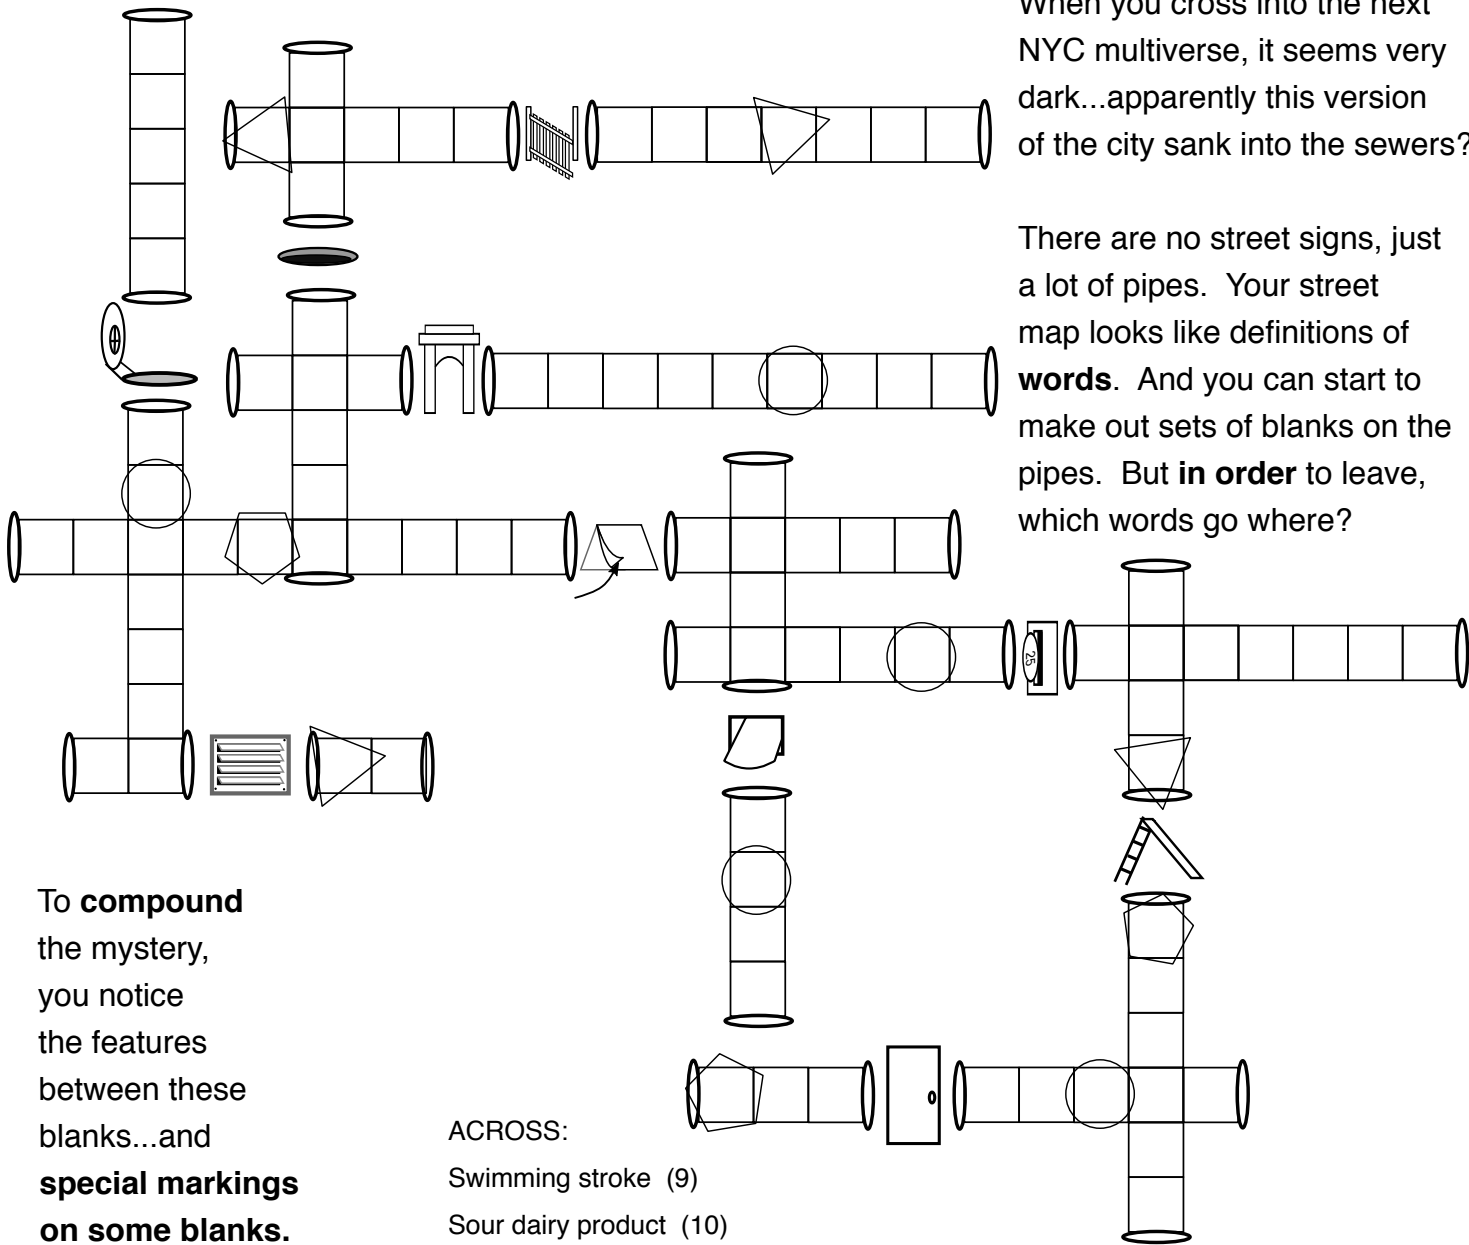 When you cross into the next
NYC multiverse, it seems very
dark...apparently this version
of the city sank into the sewers?
There are no street signs, just
a lot of pipes. Your street
map looks like definitions of
words. And you can start to
make out sets of blanks on the
pipes. But in order to leave,
which words go where?
25
To compound
the mystery,
you notice
the features
between these
blanks...and
special markings
on some blanks.
ACROSS:
Swimming stroke (9)
Sour dairy product (10)